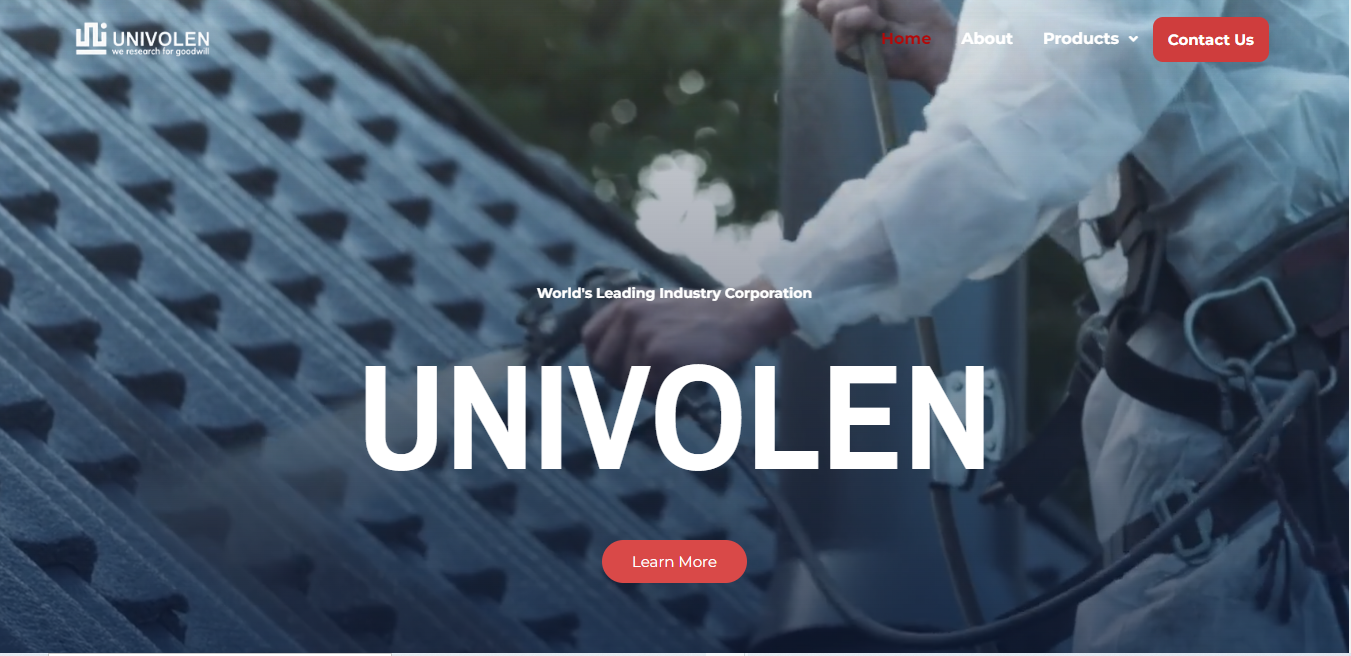 UNIVOLEN
we research for goodwill
Home About Products Contact Us
World's Leading Industry Corporation
UNIVOLEN
Learn More